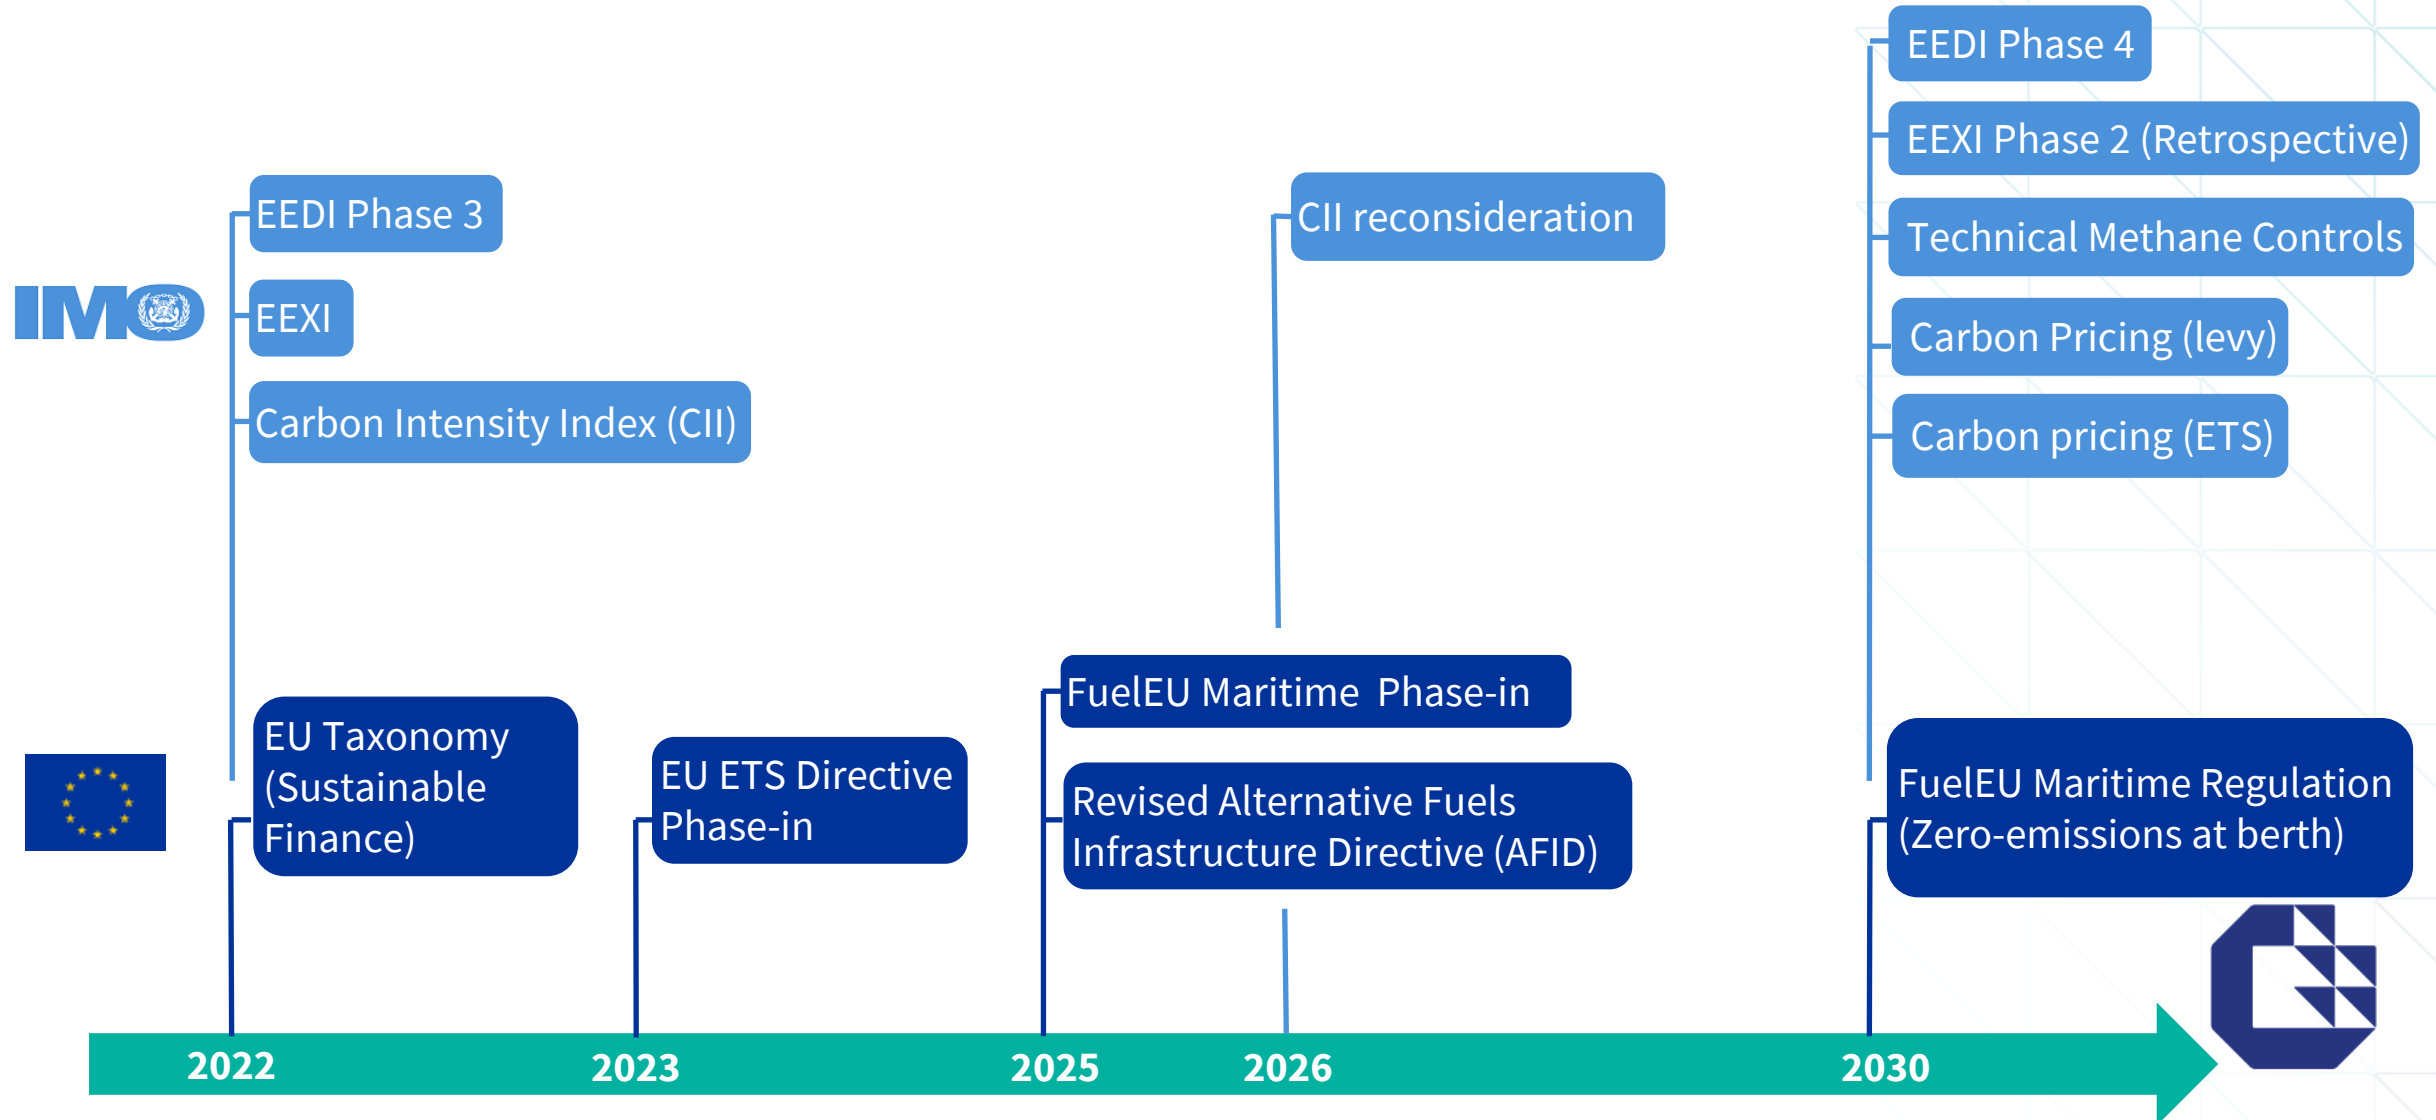 EEDI Phase 4
EEXI Phase 2 (Retrospective)
Technical Methane Controls
Carbon Pricing (levy)
Carbon pricing (ETS)
EEDI Phase 3
EEXI
Carbon Intensity Index (CII)
CII reconsideration
IMO
EU Taxonomy
(Sustainable
Finance)
EU ETS Directive
Phase-in
FuelEU Maritime  Phase-in
Revised Alternative Fuels
Infrastructure Directive (AFID)
FuelEU Maritime Regulation
(Zero-emissions at berth)
2022
2023
2025
2026
2030